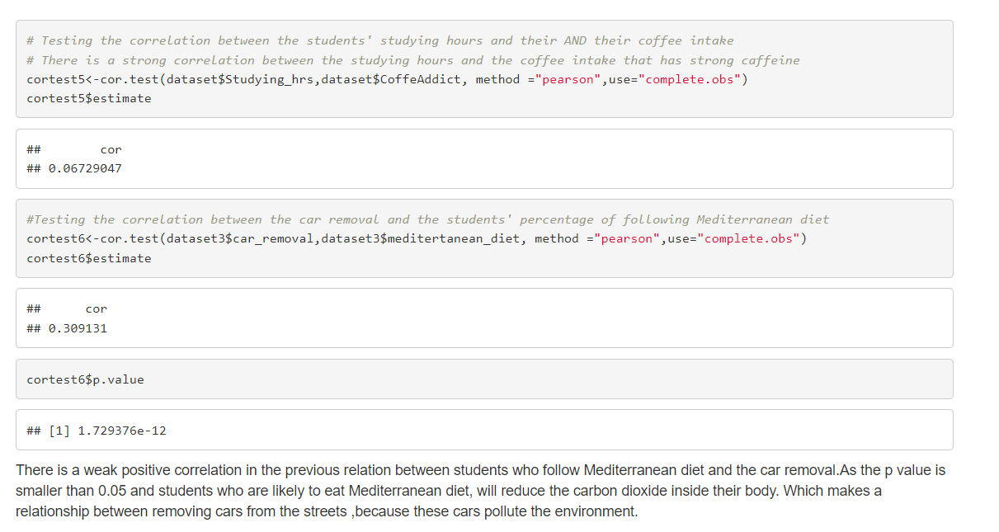 # Testing the correlation between the students' studying hours and their AND their coffee intake
# There is a strong correlation between the studying hours and the coffee intake that has strong caffeine
cortest5<-cor.test(dataset$Studying_hrs,dataset$CoffeAddict, method ="pearson",use="complete.obs")
cortest5$estimate
##        cor
## 0.06729047
#Testing the correlation between the car removal and the students' percentage of following Mediterranean diet
cortest6<-cor.test(dataset3$car_removal,dataset3$meditertanean_diet, method ="pearson",use="complete.obs")
cortest6$estimate
##      cor
## 0.309131
cortest6$p.value
## [1] 1.729376e-12
There is a weak positive correlation in the previous relation between students who follow Mediterranean diet and the car removal.As the p value is
smaller than 0.05 and students who are likely to eat Mediterranean diet, will reduce the carbon dioxide inside their body. Which makes a
relationship between removing cars from the streets ,because these cars pollute the environment.